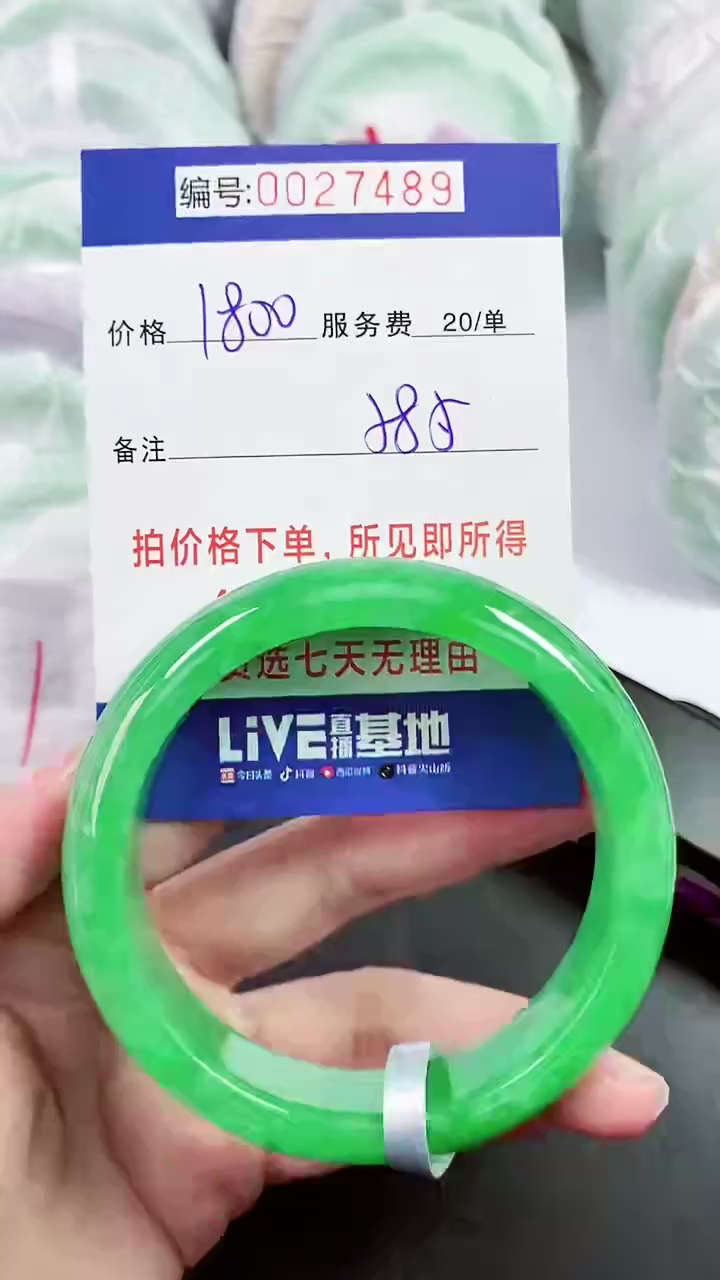 编号:0027489
价格 1800 服务费 20/单
备注
拍价格下单, 所见即所得
选七天无理由
LiVE直播基地
今日头条 抖音 西瓜视频 抖音火山版